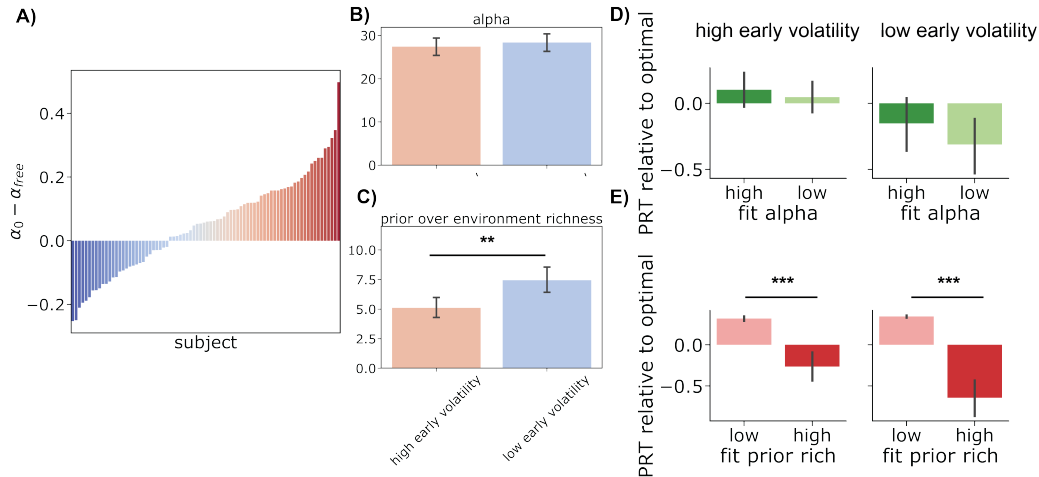 A)
0.4
0.2
0.0
−0.2
α0 − αfree
subject
B)
alpha
30
20
10
0
C)
prior over environment richness
**
10.0
7.5
5.0
2.5
0.0
high early volatility
low early volatility
D)
high early volatility
low early volatility
PRT relative to optimal
0.0
−0.5
high
low
fit alpha
high
low
fit alpha
E)
PRT relative to optimal
***
***
0.0
−0.5
low
high
fit prior rich
low
high
fit prior rich